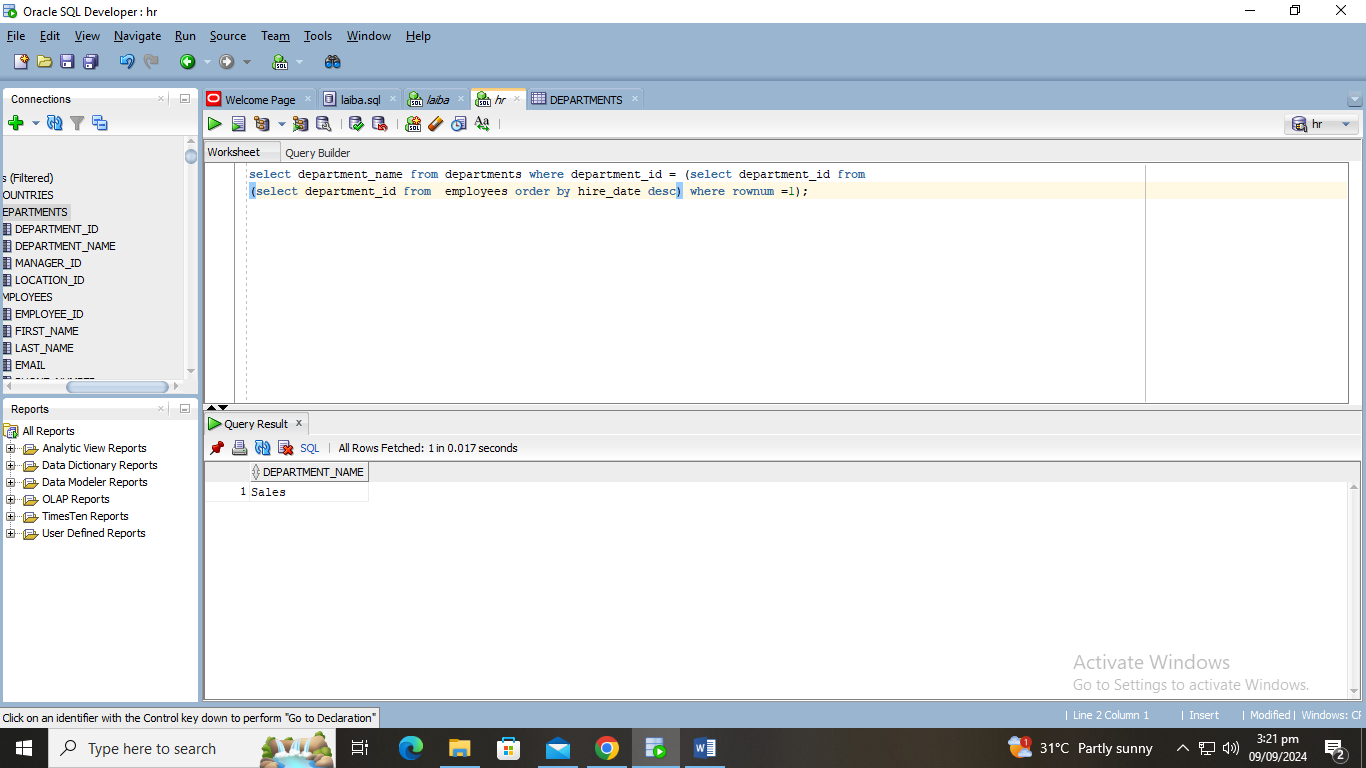 Oracle SQL Developer : hr
File Edit View Navigate Run Source Team Tools Window Help
Connections
Welcome Page laiba.sql laiba hr DEPARTMENTS
hr
Worksheet Query Builder
s (Filtered)
OUNTRIES
EPARTMENTS
DEPARTMENT_ID
DEPARTMENT_NAME
MANAGER_ID
LOCATION_ID
MPLOYEES
EMPLOYEE_ID
FIRST_NAME
LAST_NAME
EMAIL
select department_name from departments where department_id = (select department_id from
(select department_id from employees order by hire_date desc) where rownum =1);
Reports
All Reports
Analytic View Reports
Data Dictionary Reports
Data Modeler Reports
OLAP Reports
TimesTen Reports
User Defined Reports
Query Result
SQL | All Rows Fetched: 1 in 0.017 seconds
DEPARTMENT_NAME
1 Sales
Activate Windows
Go to Settings to activate Windows.
Click on an identifier with the Control key down to perform "Go to Declaration"
| Line 2 Column 1 | Insert | Modified | Windows: CF
Type here to search
31°C Partly sunny
3:21 pm
09/09/2024
2